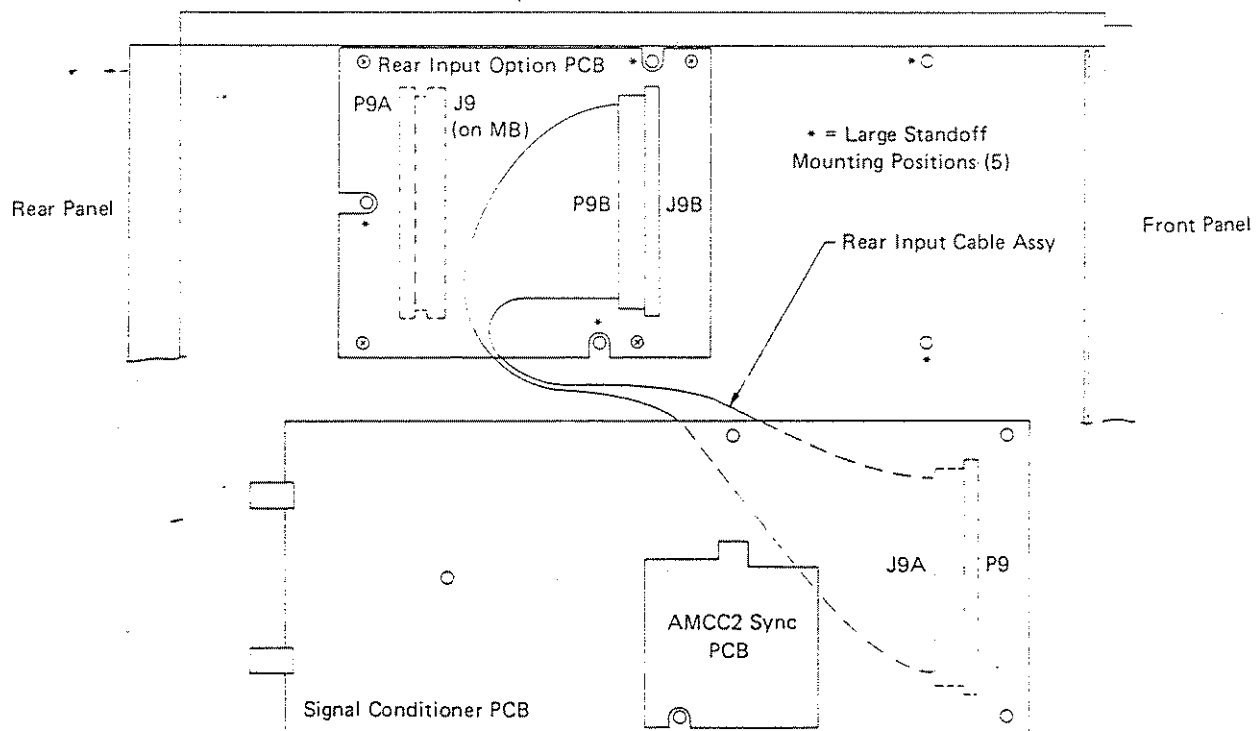 * Rear Input Option PCB *
P9A
J9
(on MB)
* = Large Standoff
Mounting Positions (5)
Rear Panel
P9B
J9B
Front Panel
*
Rear Input Cable Assy
*
*
*
J9A
P9
AMCC2 Sync
PCB
Signal Conditioner PCB